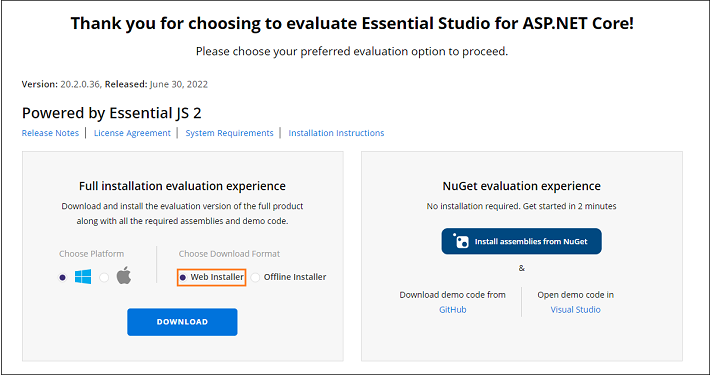 Thank you for choosing to evaluate Essential Studio for ASP.NET Core!
Please choose your preferred evaluation option to proceed.
Version: 20.2.0.36, Released: June 30, 2022
Powered by Essential JS 2
Release Notes | License Agreement | System Requirements | Installation Instructions
Full installation evaluation experience
Download and install the evaluation version of the full product
along with all the required assemblies and demo code.
Choose Platform
Choose Download Format
Web Installer
Offline Installer
DOWNLOAD
NuGet evaluation experience
No installation required. Get started in 2 minutes
Install assemblies from NuGet
&
Download demo code from
GitHub
Open demo code in
Visual Studio